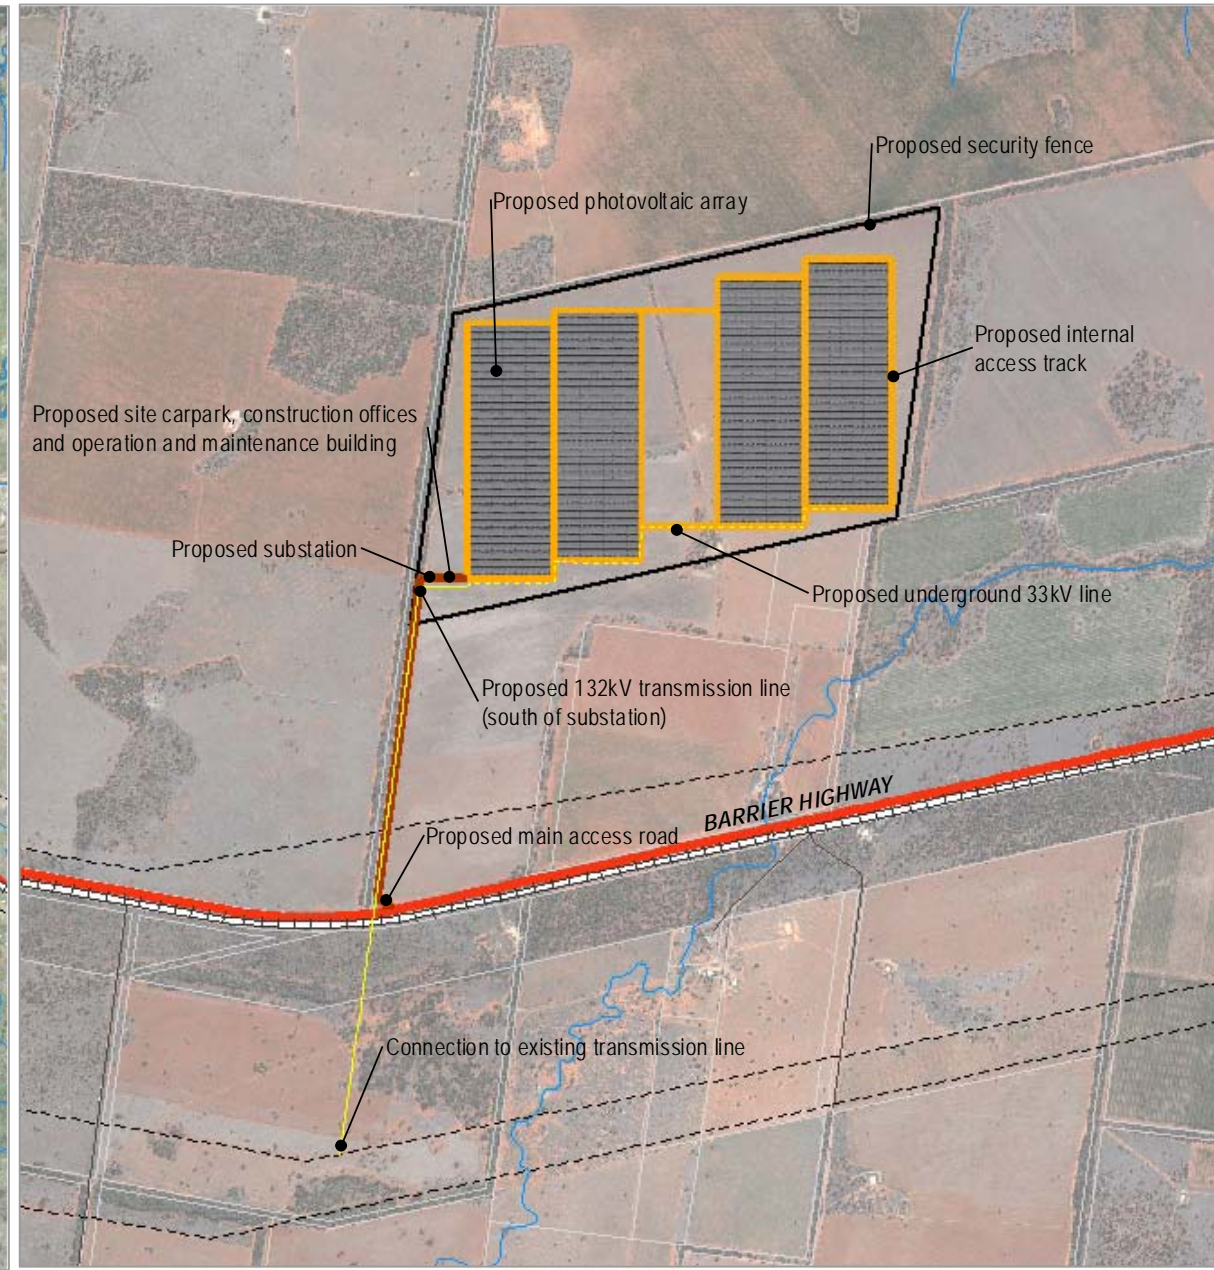 Proposed security fence
Proposed photovoltaic array
Proposed internal
access track
Proposed site carpark, construction offices
and operation and maintenance building
Proposed substation
Proposed underground 33kV line
Proposed 132kV transmission line
(south of substation)
BARRIER HIGHWAY
Proposed main access road
Connection to existing transmission line